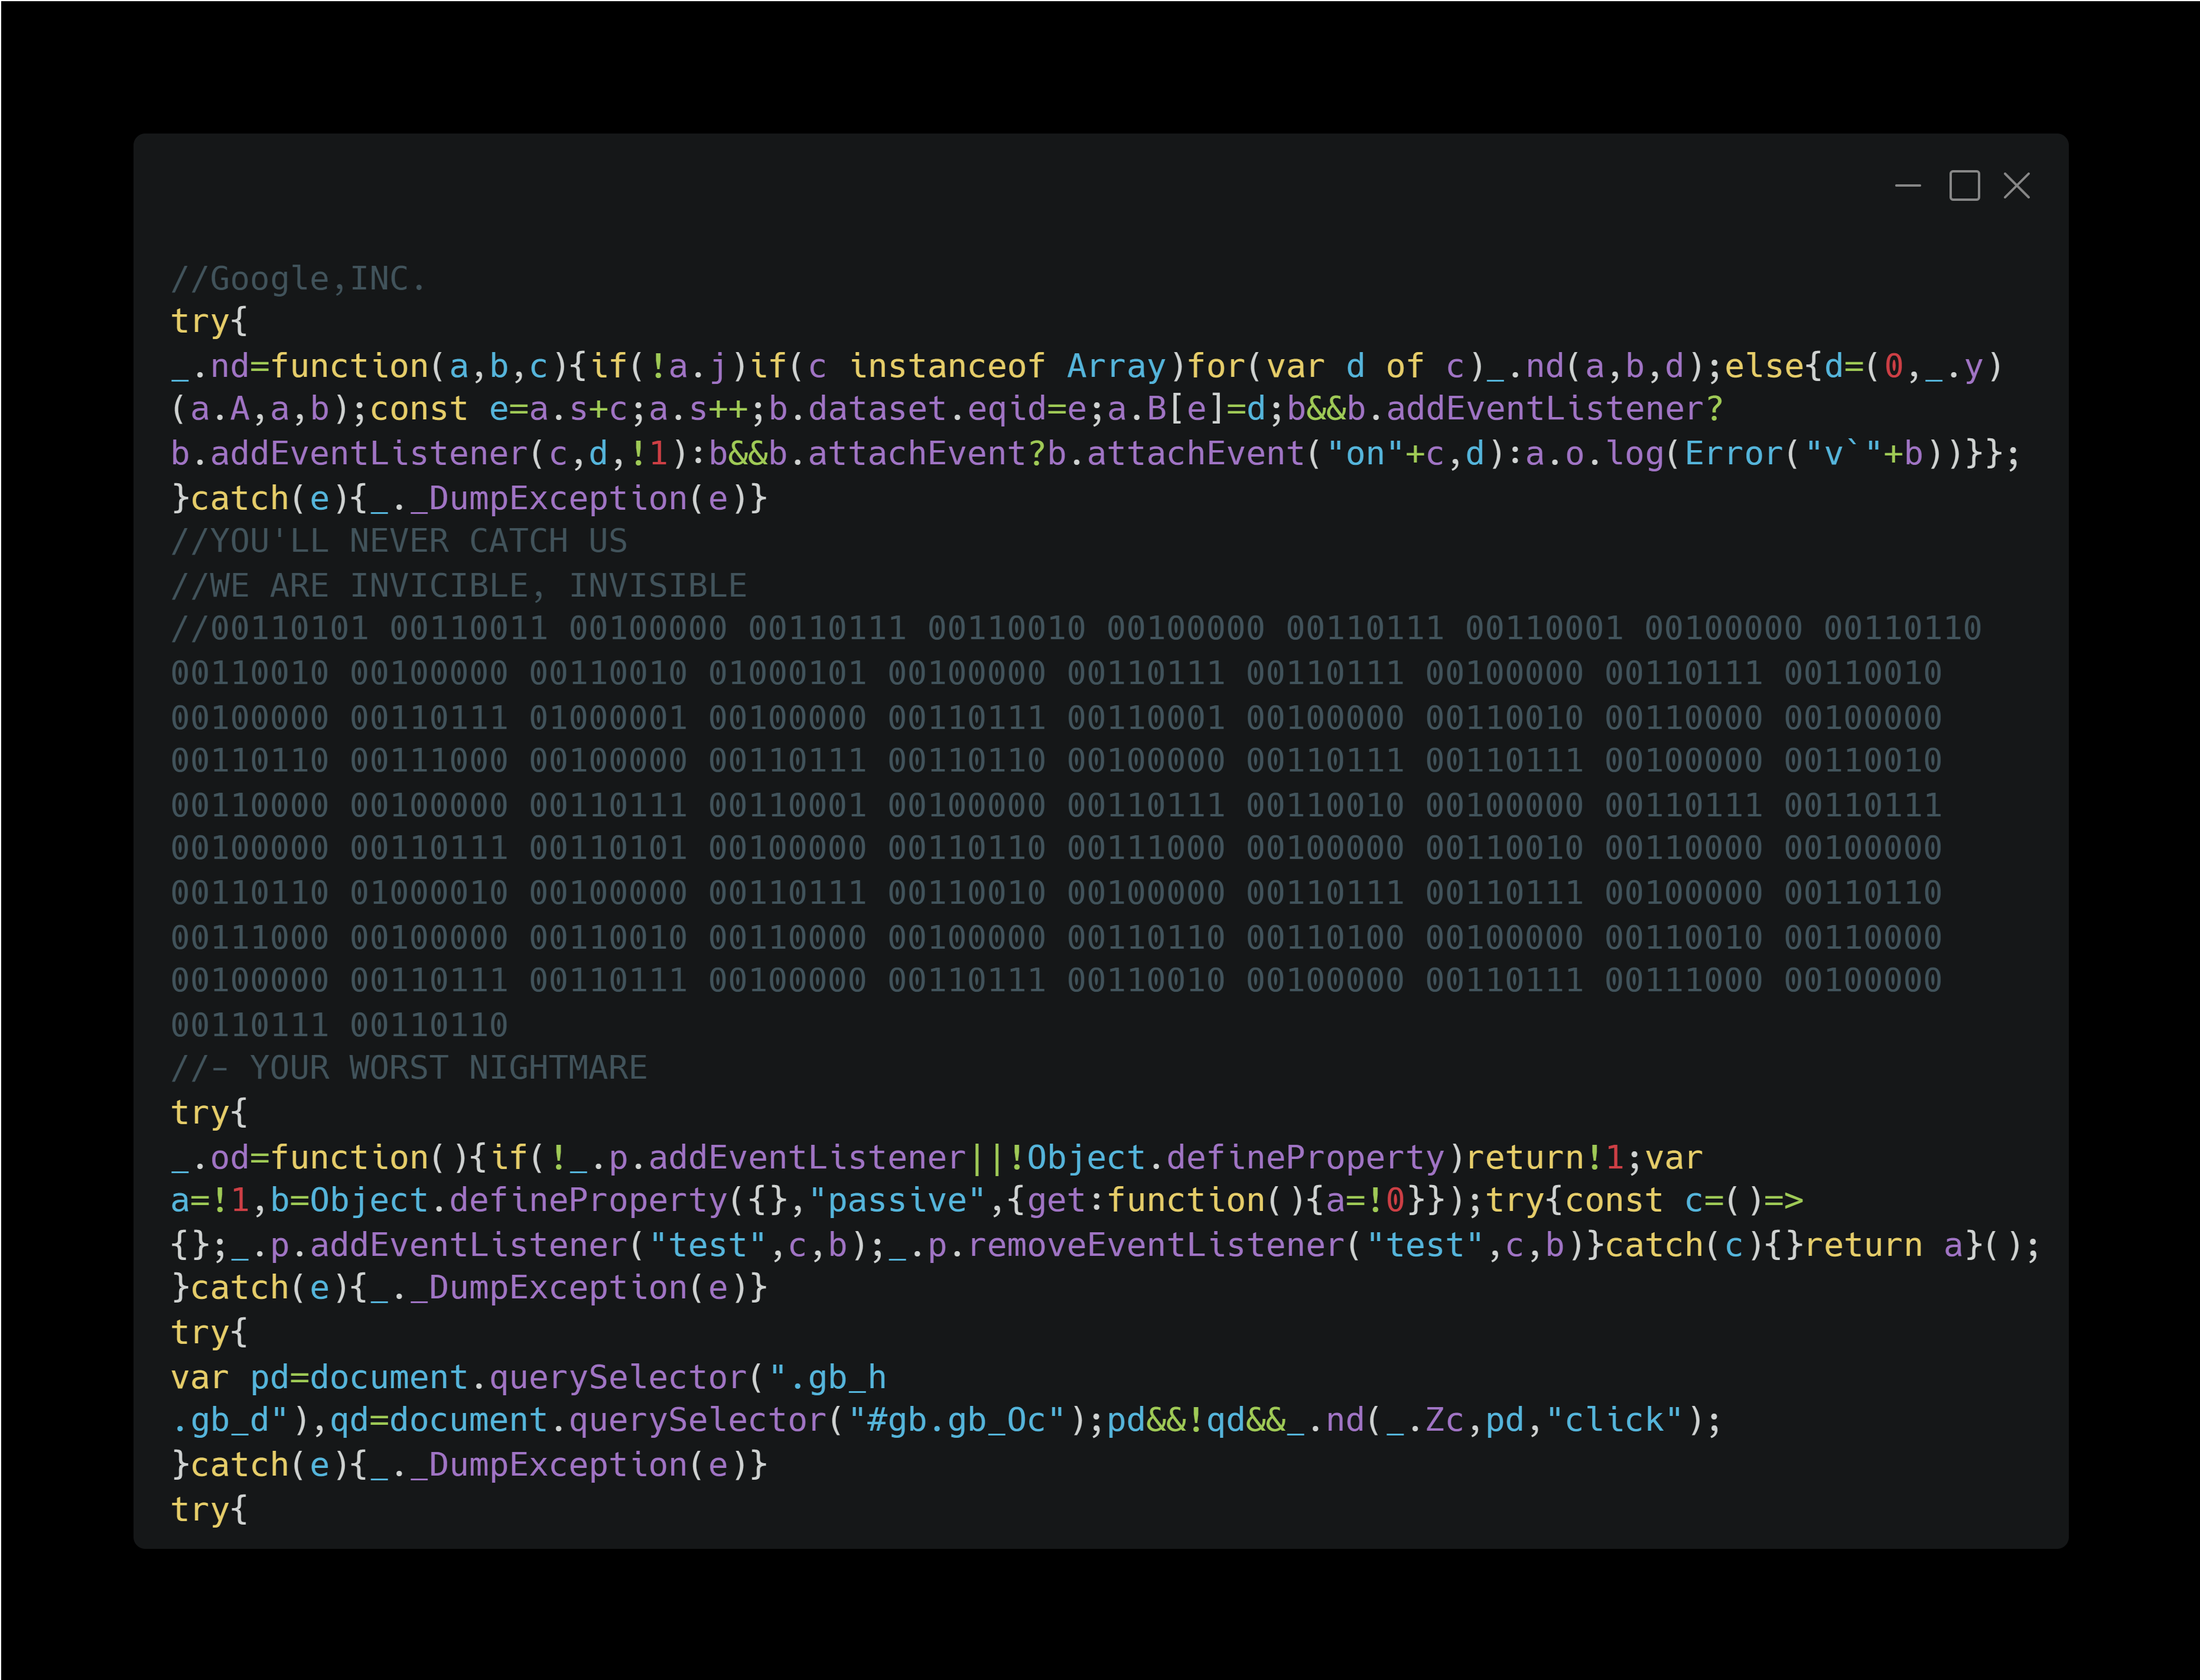 //Google,INC.
try{
_.nd=function(a,b,c){if(!a.j)if(c instanceof Array)for(var d of c)_.nd(a,b,d);else{d=(0,_.y)
(a.A,a,b);const e=a.s+c;a.s++;b.dataset.eqid=e;a.B[e]=d;b&&b.addEventListener?
b.addEventListener(c,d,!1):b&&b.attachEvent?b.attachEvent("on"+c,d):a.o.log(Error("v`"+b))}};
}catch(e){_._DumpException(e)}
//YOU'LL NEVER CATCH US
//WE ARE INVICIBLE, INVISIBLE
//00110101 00110011 00100000 00110111 00110010 00100000 00110111 00110001 00100000 00110110
00110010 00100000 00110010 01000101 00100000 00110111 00110111 00100000 00110111 00110010
00100000 00110111 01000001 00100000 00110111 00110001 00100000 00110010 00110000 00100000
00110110 00111000 00100000 00110111 00110110 00100000 00110111 00110111 00100000 00110010
00110000 00100000 00110111 00110001 00100000 00110111 00110010 00100000 00110111 00110111
00100000 00110111 00110101 00100000 00110110 00111000 00100000 00110010 00110000 00100000
00110110 01000010 00100000 00110111 00110010 00100000 00110111 00110111 00100000 00110110
00111000 00100000 00110010 00110000 00100000 00110110 00110100 00100000 00110010 00110000
00100000 00110111 00110111 00100000 00110111 00110010 00100000 00110111 00111000 00100000
00110111 00110110
//- YOUR WORST NIGHTMARE
try{
_.od=function(){if(!_.p.addEventListener||!Object.defineProperty)return!1;var
a=!1,b=Object.defineProperty({},"passive",{get:function(){a=!0}});try{const c=()=>
{};_.p.addEventListener("test",c,b);_.p.removeEventListener("test",c,b)}catch(c){}return a}();
}catch(e){_._DumpException(e)}
try{
var pd=document.querySelector(".gb_h
.gb_d"),qd=document.querySelector("#gb.gb_Oc");pd&&!qd&&_.nd(_.Zc,pd,"click");
}catch(e){_._DumpException(e)}
try{